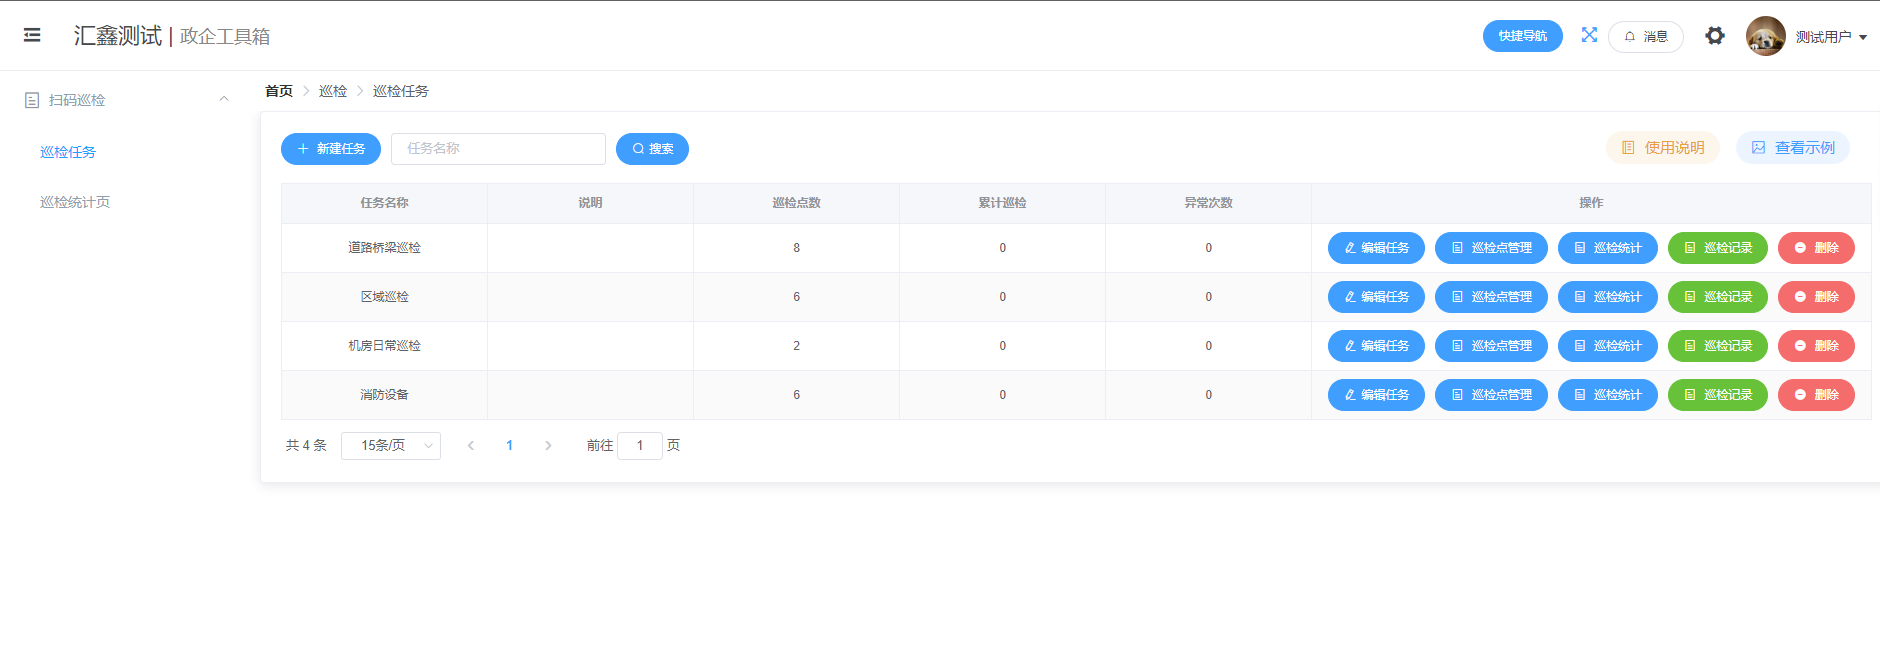 汇鑫测试 | 政企工具箱
快捷导航 消息 测试用户
扫码巡检
巡检任务
巡检统计页
首页 > 巡检 > 巡检任务
新建任务 任务名称 搜索 使用说明 查看示例
任务名称 说明 巡检点数 累计巡检 异常次数 操作
道路桥梁巡检 8 0 0 编辑任务 巡检点管理 巡检统计 巡检记录 删除
区域巡检 6 0 0 编辑任务 巡检点管理 巡检统计 巡检记录 删除
机房日常巡检 2 0 0 编辑任务 巡检点管理 巡检统计 巡检记录 删除
消防设备 6 0 0 编辑任务 巡检点管理 巡检统计 巡检记录 删除
共 4 条 15条/页 < 1 > 前往 1 页